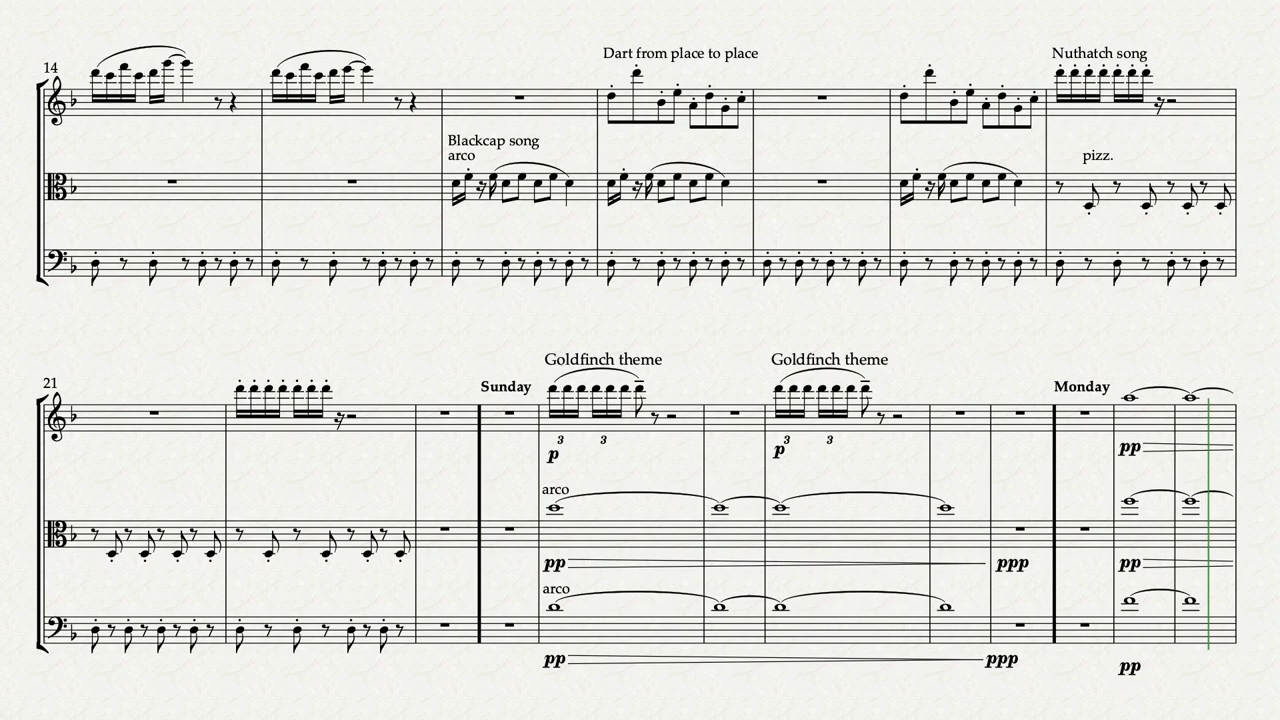 14
Dart from place to place
Nuthatch song
Blackcap song
arco
pizz.
21
Sunday
Goldfinch theme
Goldfinch theme
Monday
3 3
3 3
p
p
pp
arco
pp
ppp
pp
arco
pp
ppp
pp